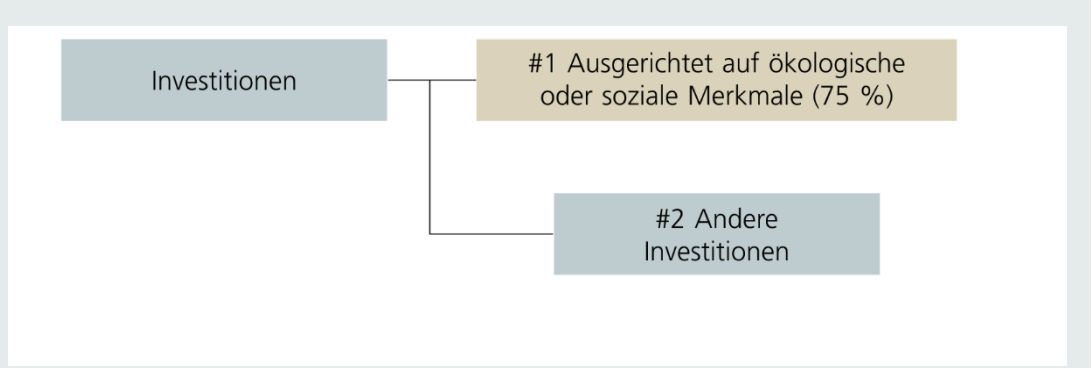 Investitionen
#1 Ausgerichtet auf ökologische
oder soziale Merkmale (75 %)
#2 Andere
Investitionen